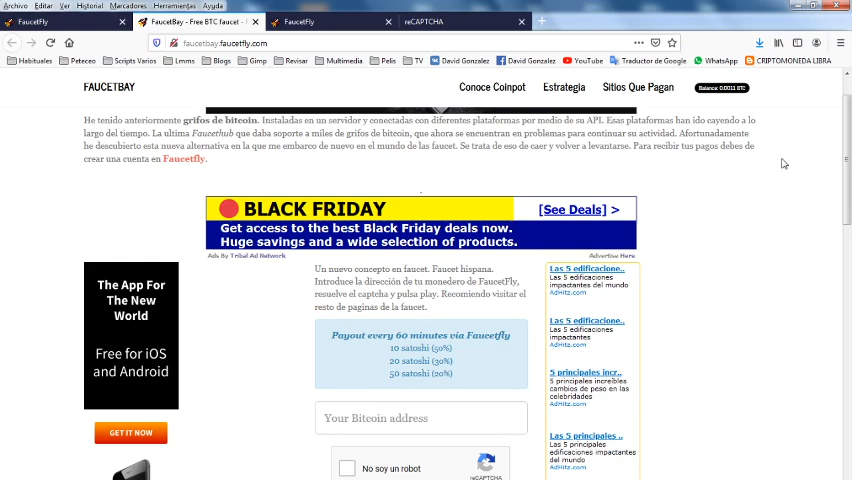 Archivo Editar Ver Historial Marcadores Herramientas Ayuda
FaucetFly
FaucetBay - Free BTC faucet - F
FaucetFly
reCAPTCHA
faucetbay.faucetfly.com
Habituales Peteceo Sitios Curro Lmms Blogs Gimp Revisar Multimedia Pelis TV David Gonzalez David Gonzalez YouTube Traductor de Google WhatsApp CRIPTOMONEDA LIBRA
FAUCETBAY
Conoce Coinpot Estrategia Sitios Que Pagan Balance: 0.0011 BTC
He tenido anteriormente grifos de bitcoin. Instaladas en un servidor y conectadas con diferentes plataformas por medio de su API. Esas plataformas han ido cayendo a lo
largo del tiempo. La ultima Faucethub que daba soporte a miles de grifos de bitcoin, que ahora se encuentran en problemas para continuar su actividad. Afortunadamente
he descubierto esta nueva alternativa en la que me embarco de nuevo en el mundo de las faucet. Se trata de eso de caer y volver a levantarse. Para recibir tus pagos debes de
crear una cuenta en Faucetfly.
BLACK FRIDAY
[See Deals] >
Get access to the best Black Friday deals now.
Huge savings and a wide selection of products.
Ads By Tribal Ad Network
Advertise Here
The App For
The New
World
Free for iOS
and Android
GET IT NOW
Un nuevo concepto en faucet. Faucet hispana.
Introduce la dirección de tu monedero de FaucetFly,
resuelve el captcha y pulsa play. Recomiendo visitar el
resto de paginas de la faucet.
Payout every 60 minutes via Faucetfly
10 satoshi (50%)
20 satoshi (30%)
50 satoshi (20%)
Your Bitcoin address
No soy un robot
reCAPTCHA
Las 5 edificacione..
Las 5 edificaciones
impactantes del mundo
AdHitz.com
Las 5 edificacione..
Las 5 edificaciones
impactantes
AdHitz.com
5 principales incr..
5 principales increíbles
cambios de peso en las
celebridades
AdHitz.com
Las 5 principales ..
Las 5 principales
edificaciones impactantes
del mundo
AdHitz.com